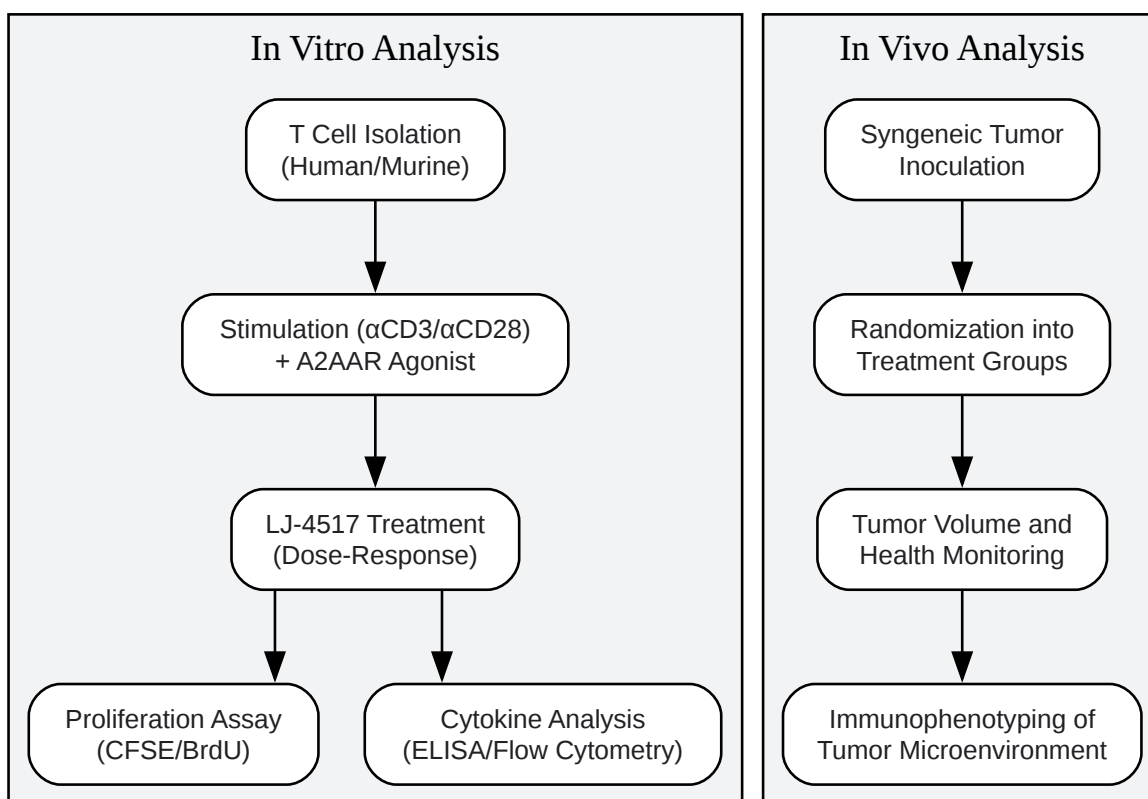 In Vitro Analysis
T Cell Isolation
(Human/Murine)
Stimulation (αCD3/αCD28)
+ A2AAR Agonist
LJ-4517 Treatment
(Dose-Response)
Proliferation Assay
(CFSE/BrdU)
Cytokine Analysis
(ELISA/Flow Cytometry)
In Vivo Analysis
Syngeneic Tumor
Inoculation
Randomization into
Treatment Groups
Tumor Volume and
Health Monitoring
Immunophenotyping of
Tumor Microenvironment